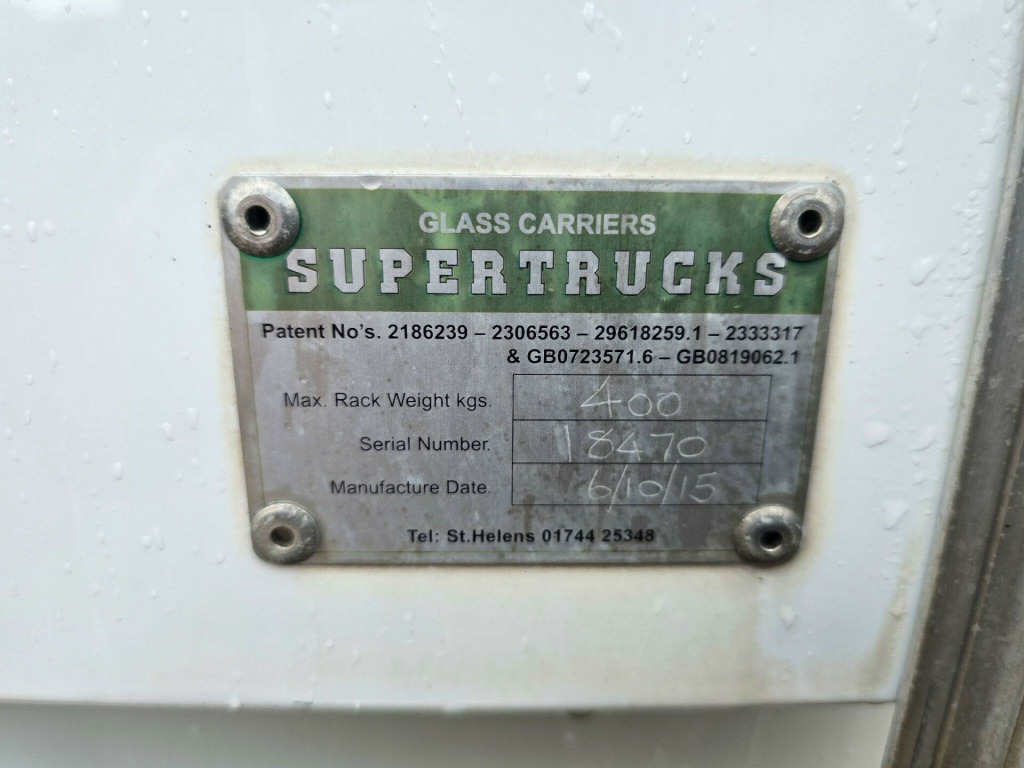 GLASS CARRIERS
SUPERTRUCKS
Patent No's. 2186239 – 2306563 – 29618259.1 – 2333317
& GB0723571.6 – GB0819062.1
Max. Rack Weight kgs. 400
Serial Number. 18470
Manufacture Date. 6/10/15
Tel: St.Helens 01744 25348